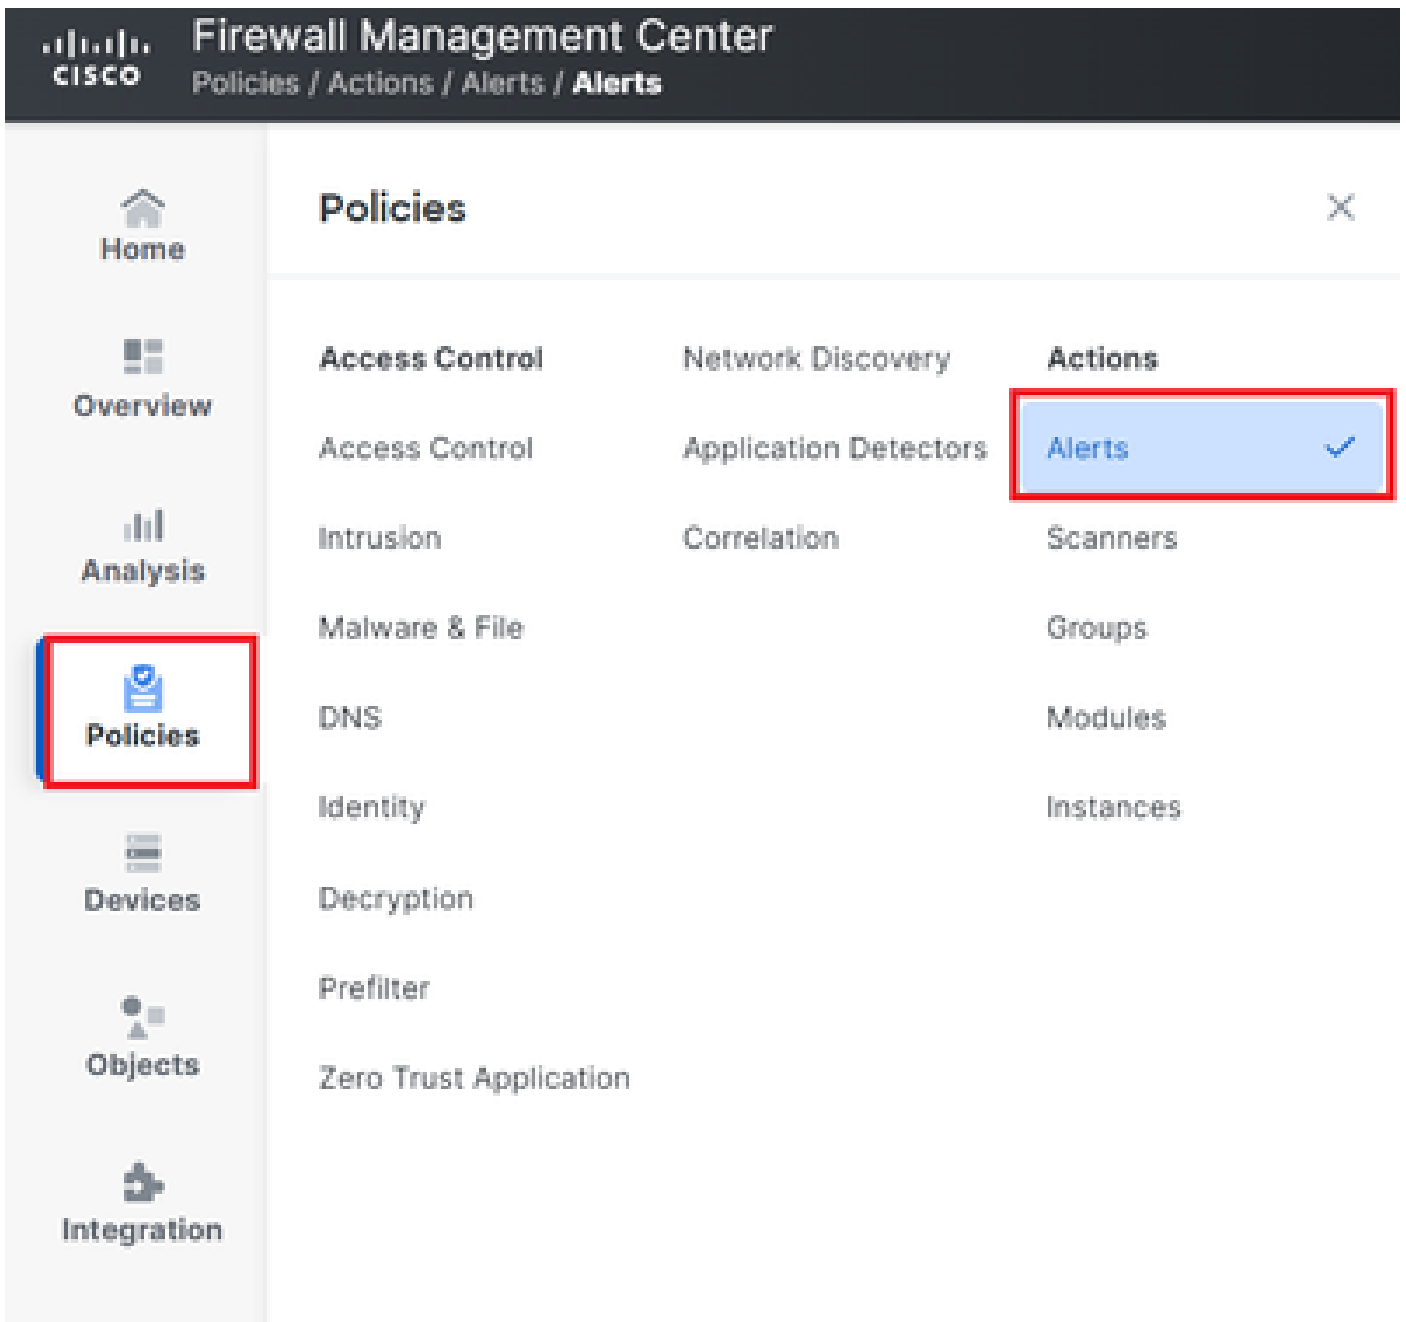 Firewall Management Center
CISCO
Policies / Actions / Alerts / Alerts
Home
Overview
Analysis
Policies
Devices
Objects
Integration
Policies
Access Control
Access Control
Intrusion
Malware & File
DNS
Identity
Decryption
Prefilter
Zero Trust Application
Network Discovery
Application Detectors
Correlation
Actions
Alerts
Scanners
Groups
Modules
Instances